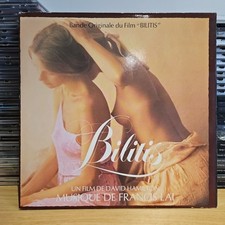 Bande Originale du Film "BILITIS"
Bilitis
UN FILM DE DAVID HAMILTON
MUSIQUE DE FRANCIS LAI